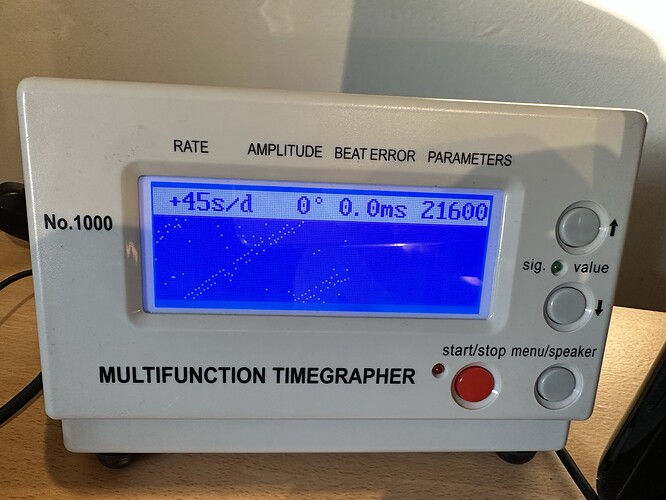 RATE AMPLITUDE BEAT ERROR PARAMETERS
+45s/d 0° 0.0ms 21600
No.1000
sig. value
start/stop menu/speaker
MULTIFUNCTION TIMEGRAPHER